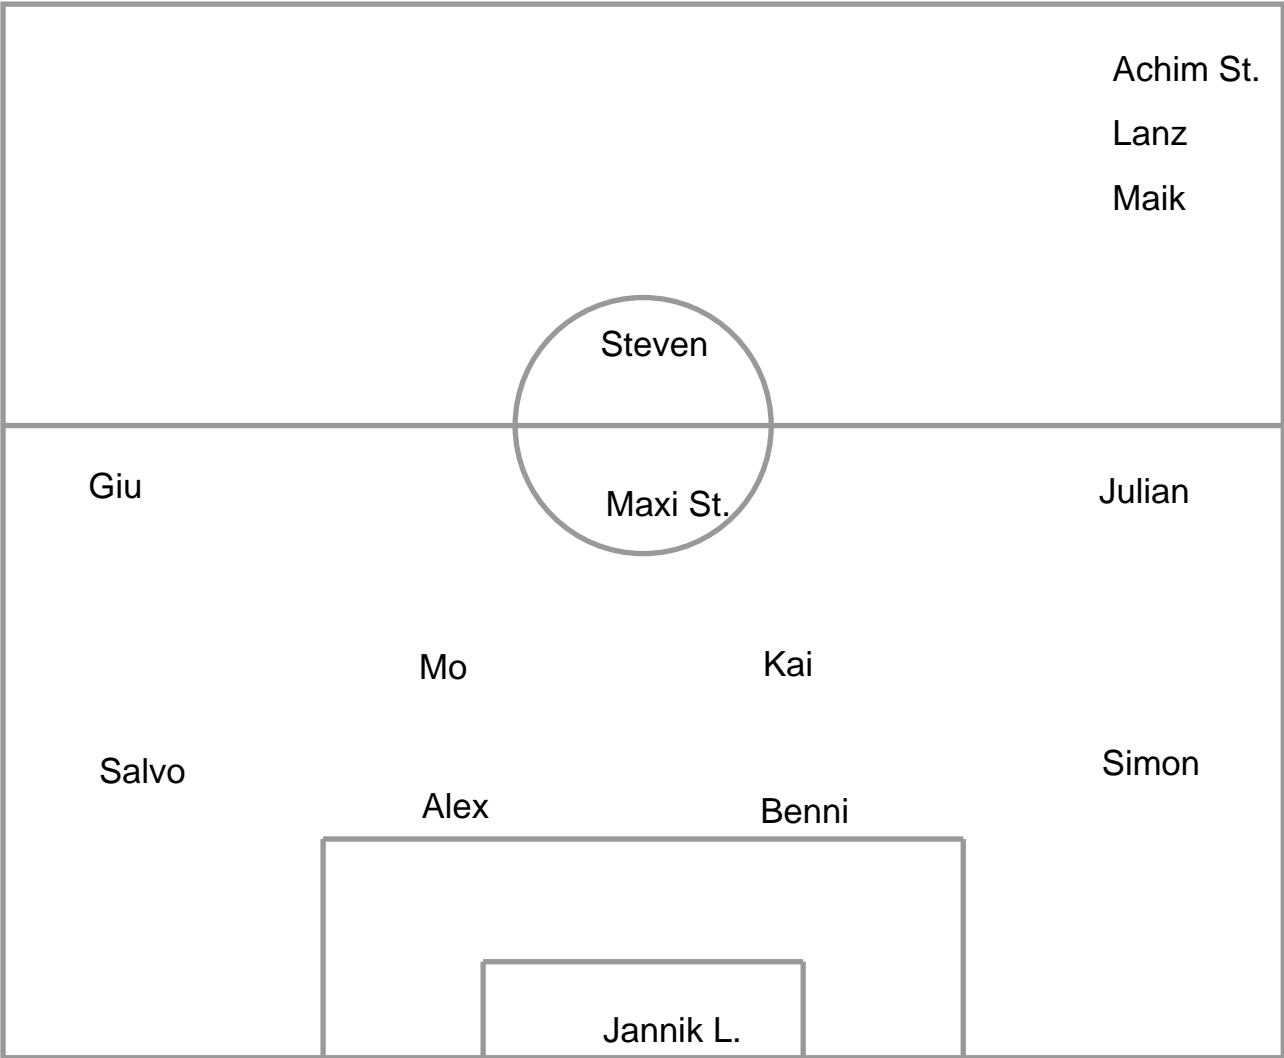 Achim St.
Lanz
Maik
Steven
Giu
Maxi St.
Julian
Mo
Kai
Salvo
Simon
Alex
Benni
Jannik L.